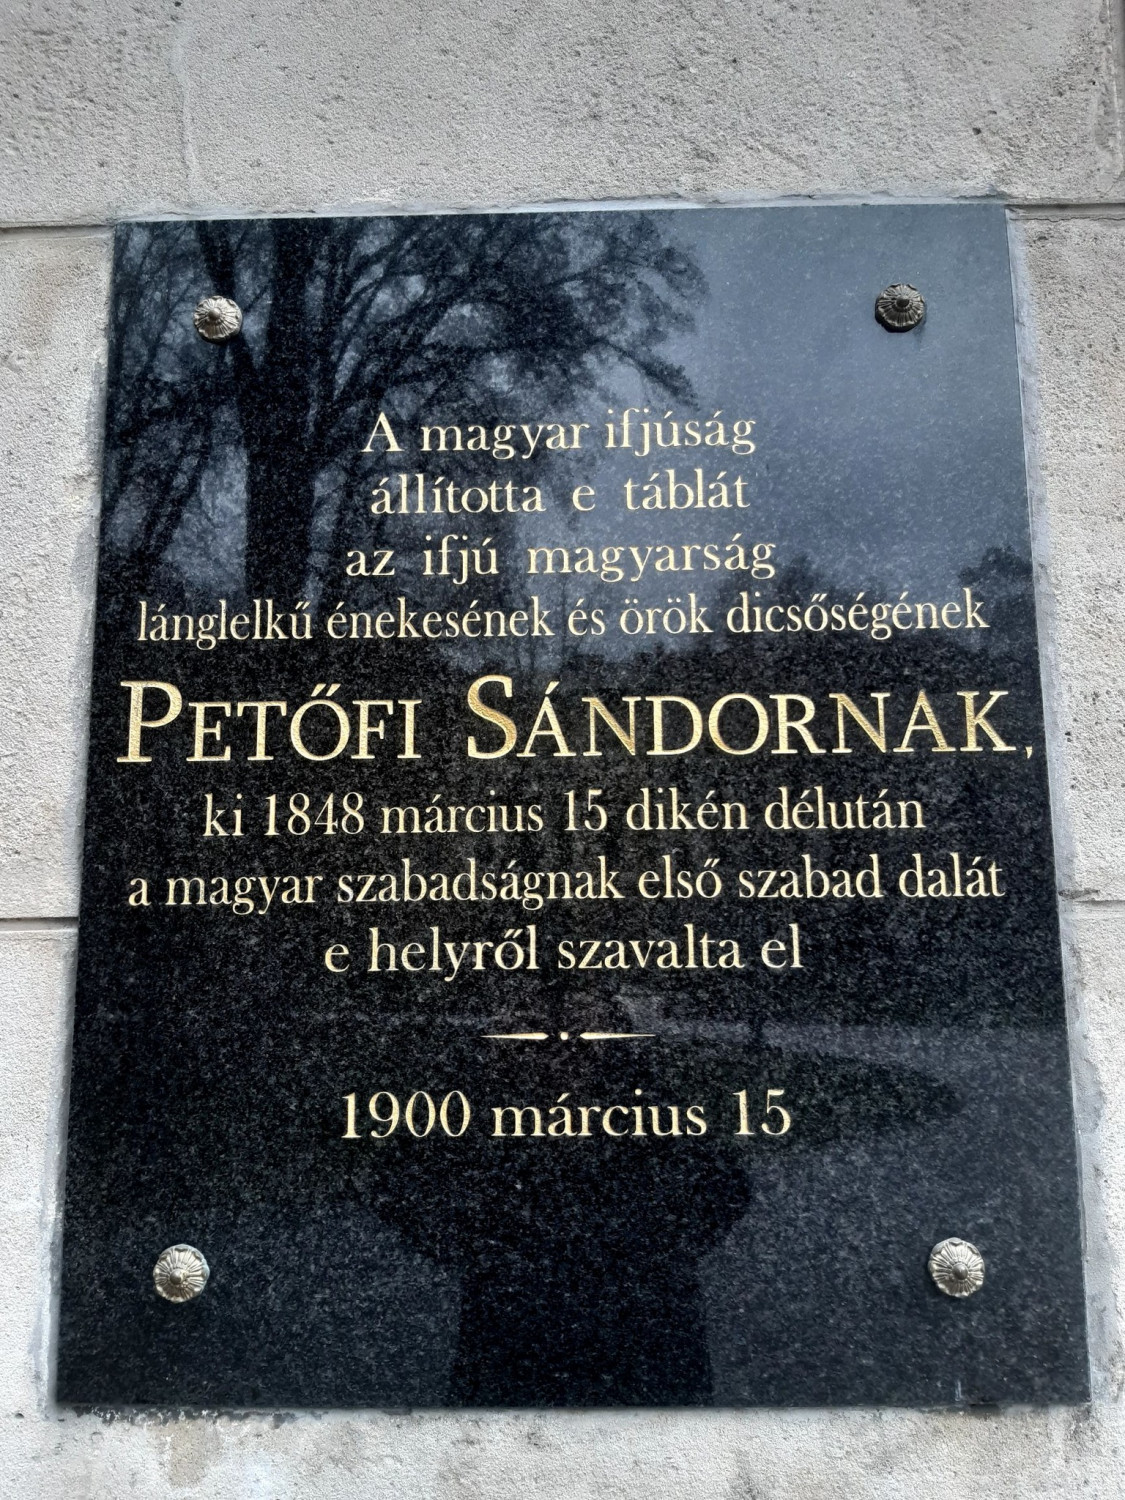 A magyar ifjúság
állította e táblát
az ifjú magyarság
lánglelkű énekesének és örök dicsőségének
PETŐFI SÁNDORNAK,
ki 1848 március 15 dikén délután
a magyar szabadságnak első szabad dalát
e helyről szavalta el
1900 március 15